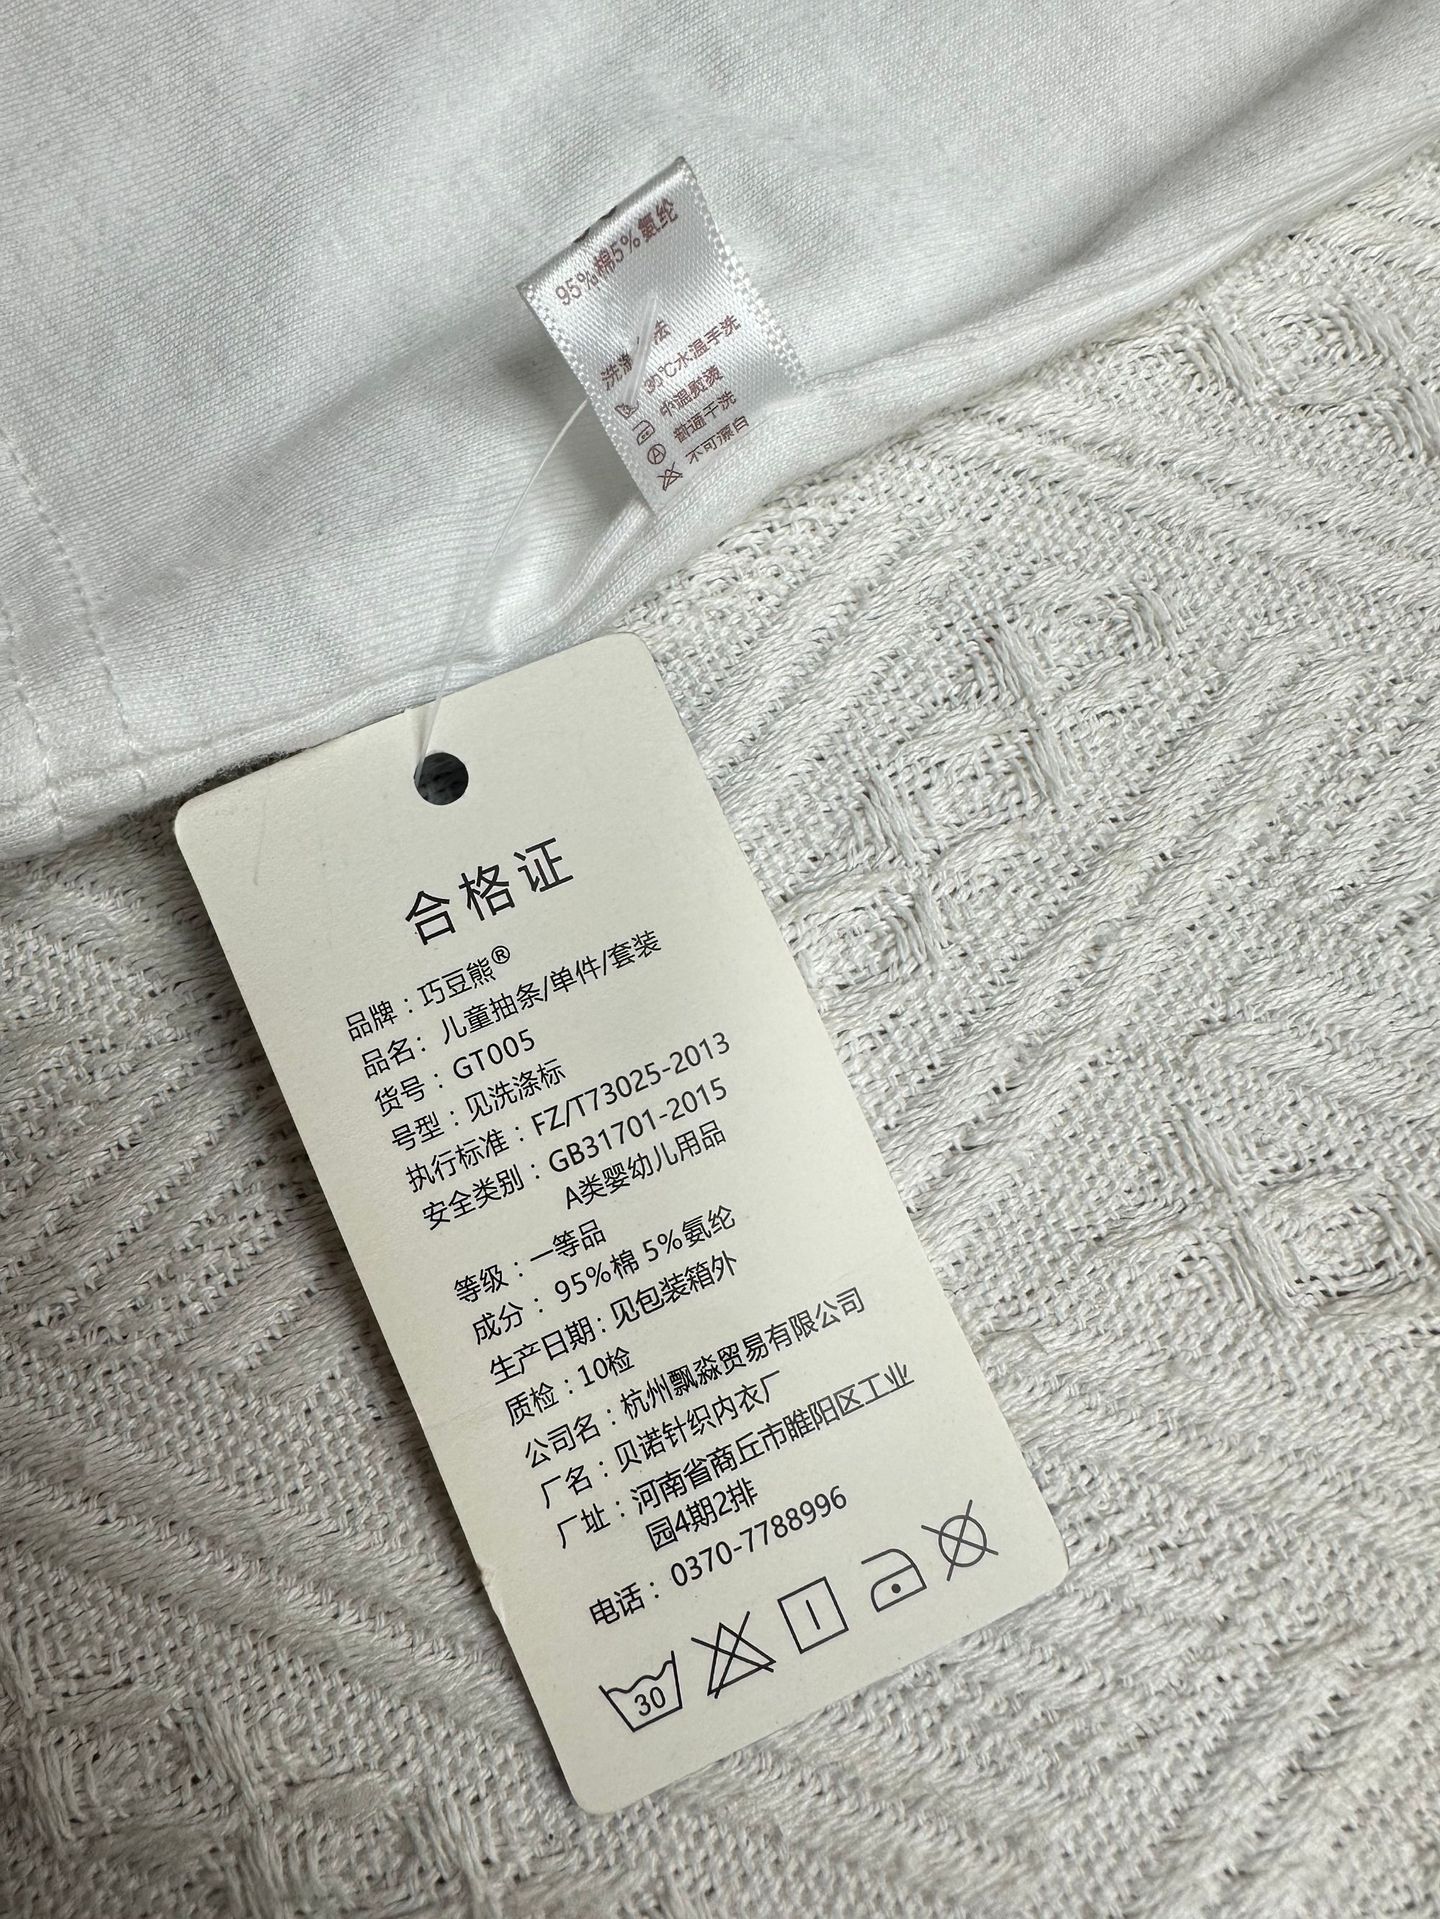 95%棉5%氨纶
30℃水温手洗
中温熨烫
普通干洗
不可漂白
合格证
品牌：巧豆熊®
品名：儿童抽条/单件/套装
货号：GT005
号型：见洗涤标
执行标准：FZ/T73025-2013
安全类别：GB31701-2015
A类婴幼儿用品
等级：一等品
成分：95%棉 5%氨纶
生产日期：见包装箱外
质检：10检
公司名：杭州飘淼贸易有限公司
厂名：贝诺针织内衣厂
厂址：河南省商丘市睢阳区工业
园4期2排
电话：0370-7788996
30